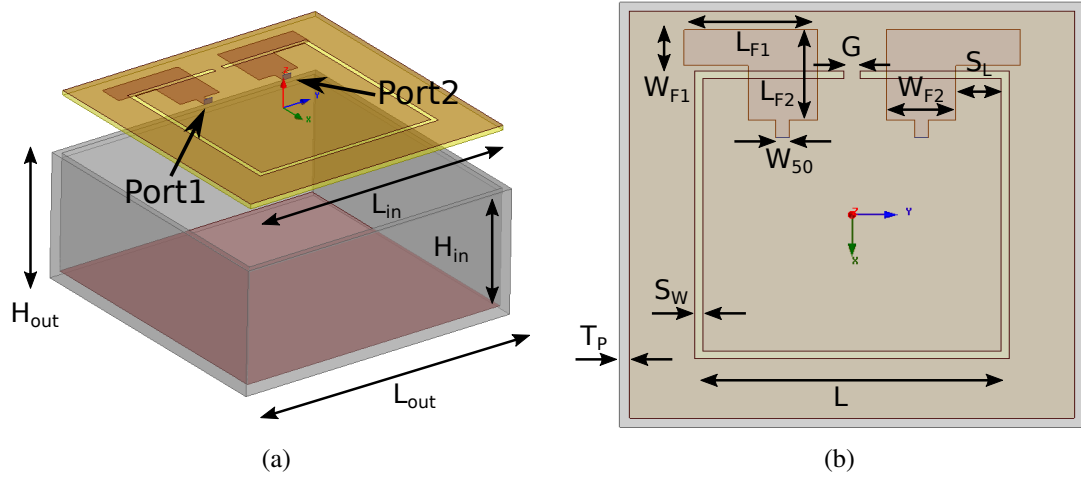 Port1
Port2
Z
Y
X
L_in
H_in
H_out
L_out
(a)
L_F1
G
S_L
W_F1
L_F2
W_F2
W_50
Z
Y
X
S_W
T_P
L
(b)